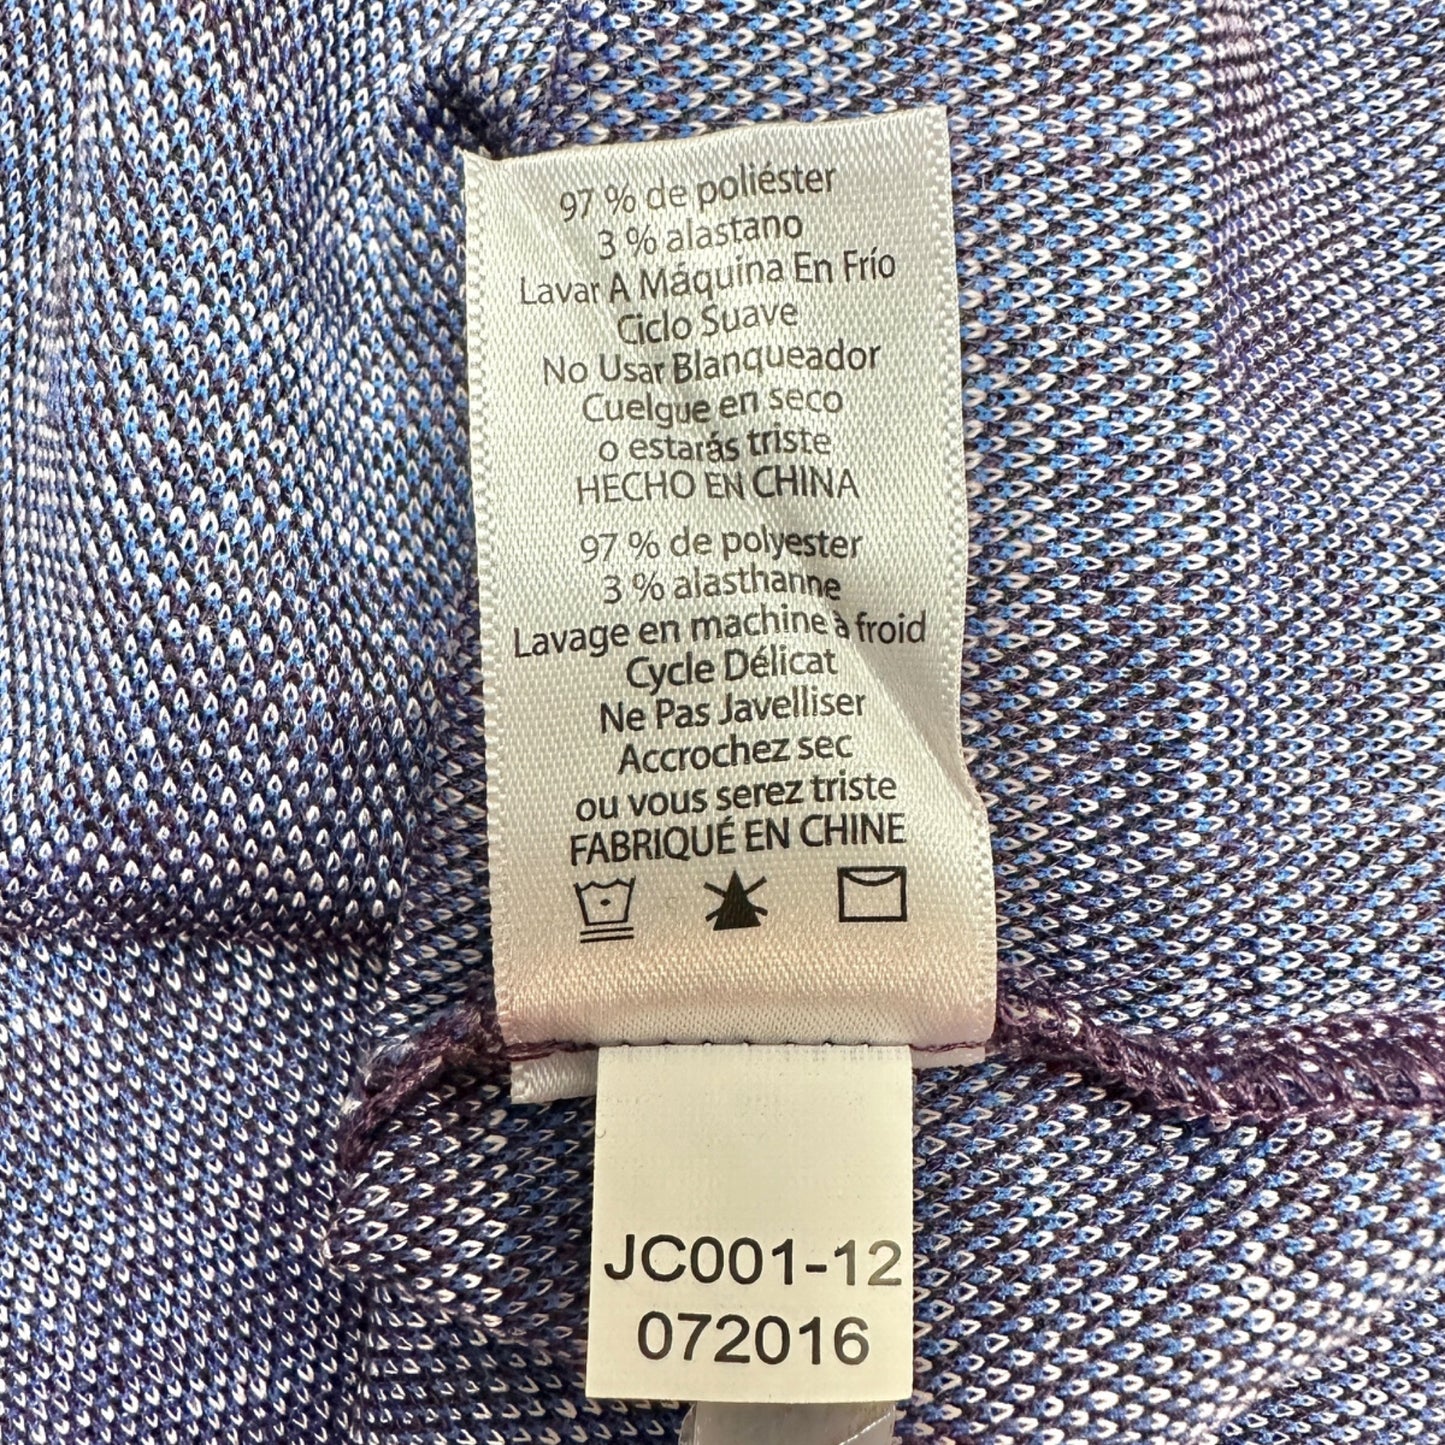 97 % de poliéster
3 % alastano
Lavar A Máquina En Frío
Ciclo Suave
No Usar Blanqueador
Cuelgue en seco
o estarás triste
HECHO EN CHINA
97 % de polyester
3 % alasthanne
Lavage en machine à froid
Cycle Délicat
Ne Pas Javelliser
Accrochez sec
ou vous serez triste
FABRIQUÉ EN CHINE
JC001-12
072016